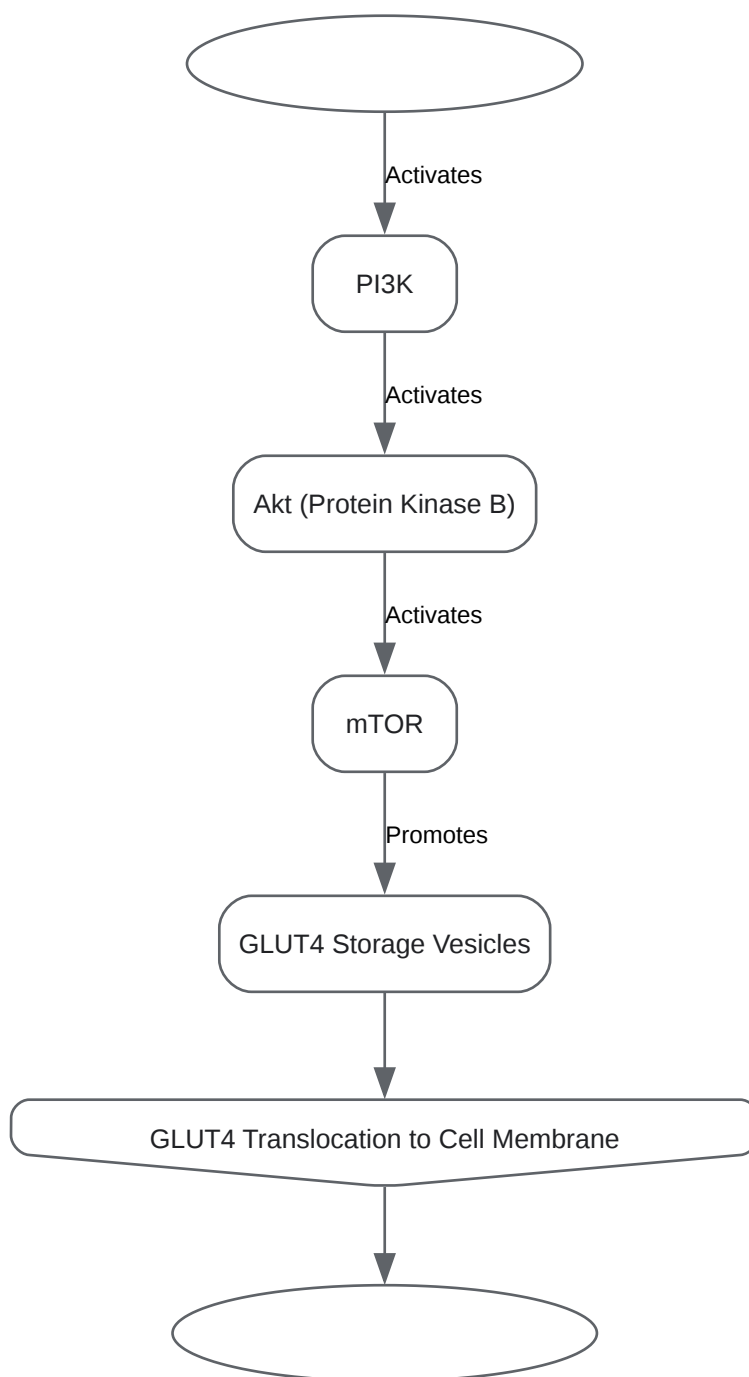 Activates
PI3K
Activates
Akt (Protein Kinase B)
Activates
mTOR
Promotes
GLUT4 Storage Vesicles
GLUT4 Translocation to Cell Membrane